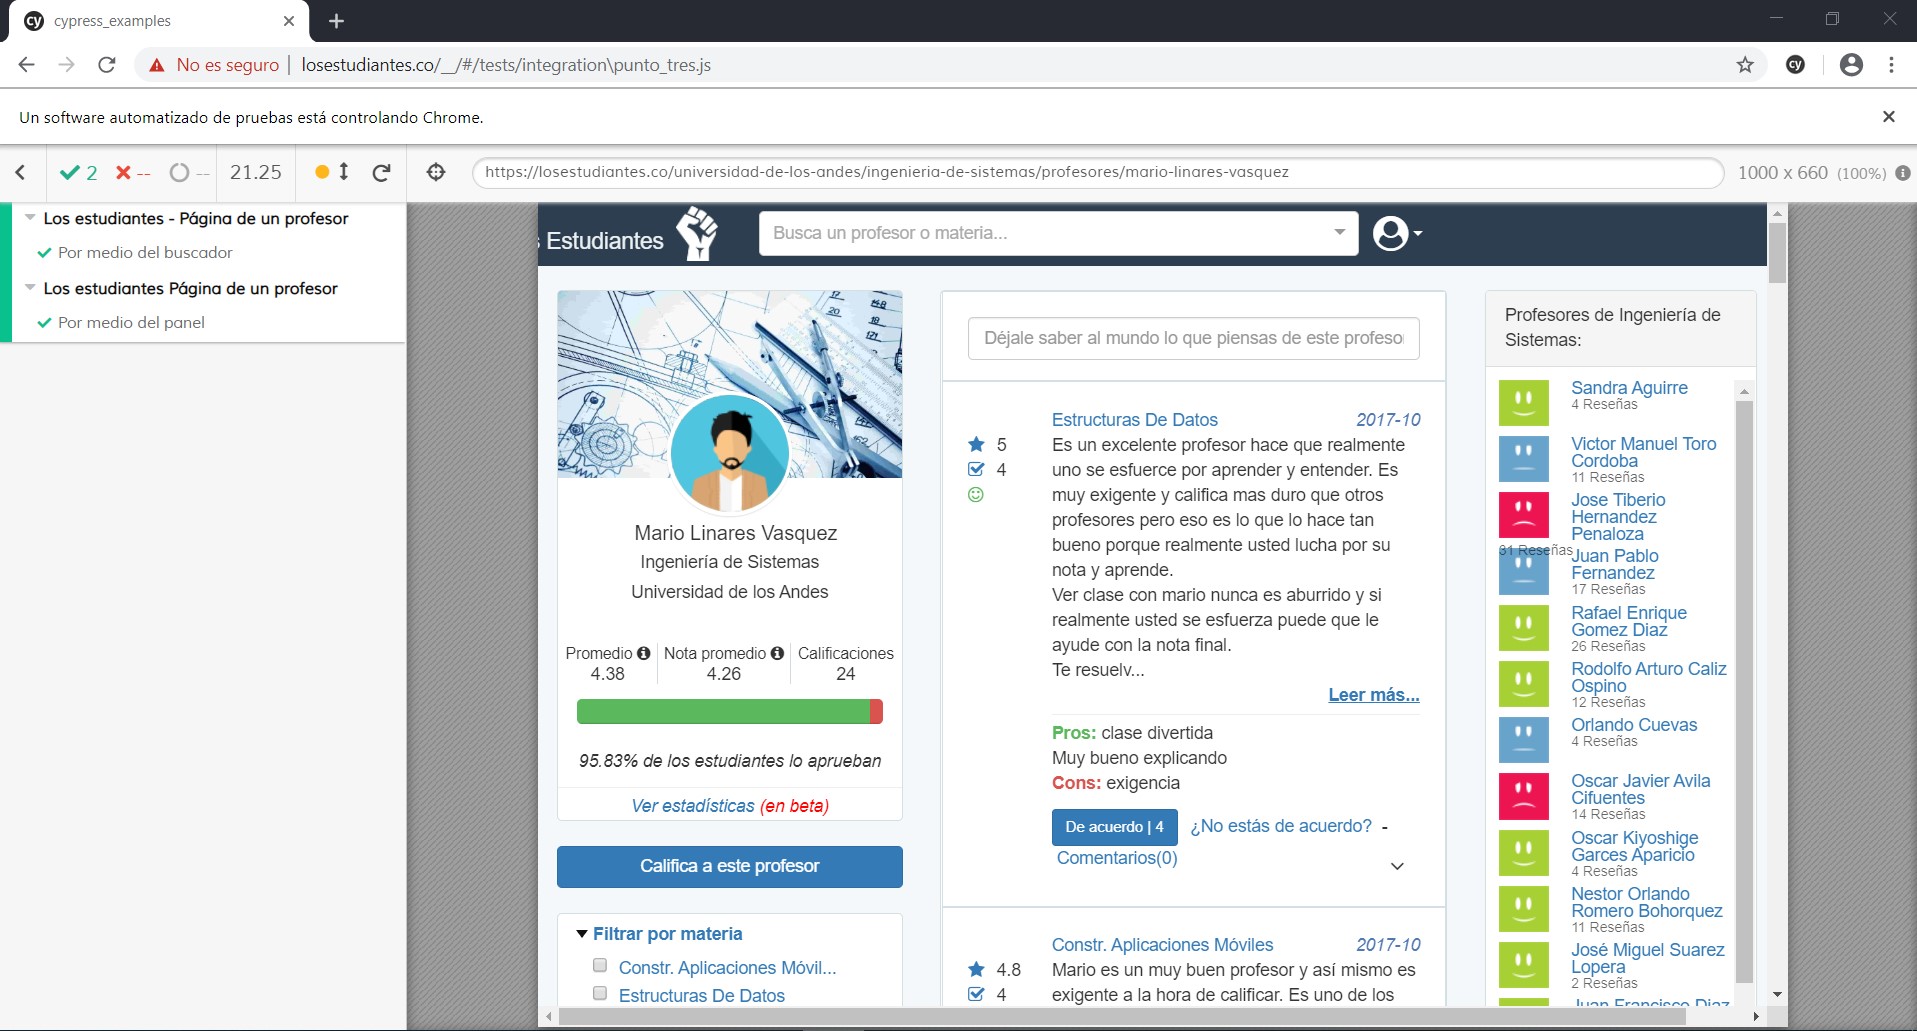 cypress_examples
No es seguro | losestudiantes.co/__/#/tests/integration\punto_tres.js
Un software automatizado de pruebas está controlando Chrome.
2 -- -- 21.25
https://losestudiantes.co/universidad-de-los-andes/ingenieria-de-sistemas/profesores/mario-linares-vasquez
1000 x 660 (100%)
Los estudiantes - Página de un profesor
Por medio del buscador
Los estudiantes Página de un profesor
Por medio del panel
Estudiantes
Busca un profesor o materia...
Mario Linares Vasquez
Ingeniería de Sistemas
Universidad de los Andes
Promedio Nota promedio Calificaciones
4.38 4.26 24
95.83% de los estudiantes lo aprueban
Ver estadísticas (en beta)
Califica a este profesor
Filtrar por materia
Constr. Aplicaciones Móvil...
Estructuras De Datos
Déjale saber al mundo lo que piensas de este profeso
Estructuras De Datos 2017-10
5
4
Es un excelente profesor hace que realmente
uno se esfuerce por aprender y entender. Es
muy exigente y califica mas duro que otros
profesores pero eso es lo que lo hace tan
bueno porque realmente usted lucha por su
nota y aprende.
Ver clase con mario nunca es aburrido y si
realmente usted se esfuerza puede que le
ayude con la nota final.
Te resuelv...
Leer más...
Pros: clase divertida
Muy bueno explicando
Cons: exigencia
De acuerdo | 4 ¿No estás de acuerdo? -
Comentarios(0)
Constr. Aplicaciones Móviles 2017-10
4.8
4
Mario es un muy buen profesor y así mismo es
exigente a la hora de calificar. Es uno de los
Profesores de Ingeniería de
Sistemas:
Sandra Aguirre
4 Reseñas
Victor Manuel Toro
Cordoba
11 Reseñas
Jose Tiberio
Hernandez
Penaloza
31 Reseñas
Juan Pablo
Fernandez
17 Reseñas
Rafael Enrique
Gomez Diaz
26 Reseñas
Rodolfo Arturo Caliz
Ospino
12 Reseñas
Orlando Cuevas
4 Reseñas
Oscar Javier Avila
Cifuentes
14 Reseñas
Oscar Kiyoshige
Garces Aparicio
4 Reseñas
Nestor Orlando
Romero Bohorquez
11 Reseñas
José Miguel Suarez
Lopera
2 Reseñas
Juan Francisco Diaz